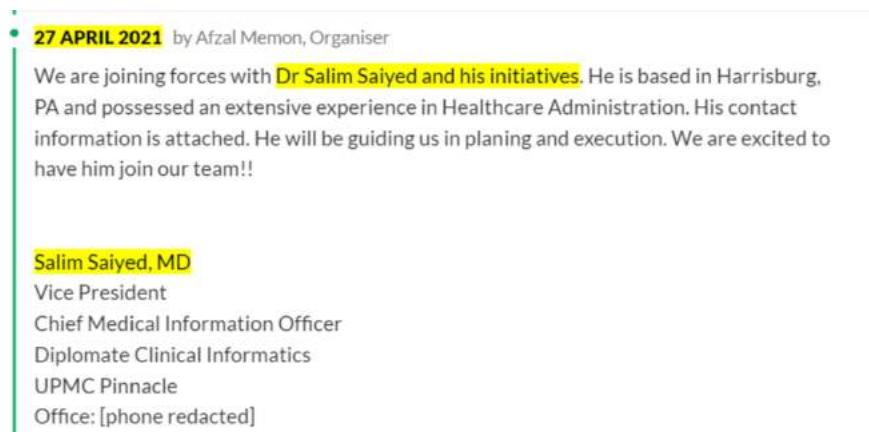 27 APRIL 2021 by Afzal Memon, Organiser
We are joining forces with Dr Salim Saiyed and his initiatives. He is based in Harrisburg,
PA and possessed an extensive experience in Healthcare Administration. His contact
information is attached. He will be guiding us in planing and execution. We are excited to
have him join our team!!
Salim Saiyed, MD
Vice President
Chief Medical Information Officer
Diplomate Clinical Informatics
UPMC Pinnacle
Office: [phone redacted]